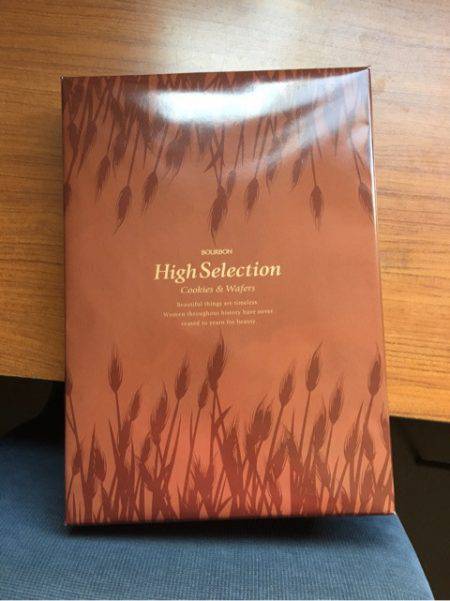 BOURBON
High Selection
Cookies & Wafers
Beautiful things are timeless.
Women throughout history have never
ceased to yearn for beauty.